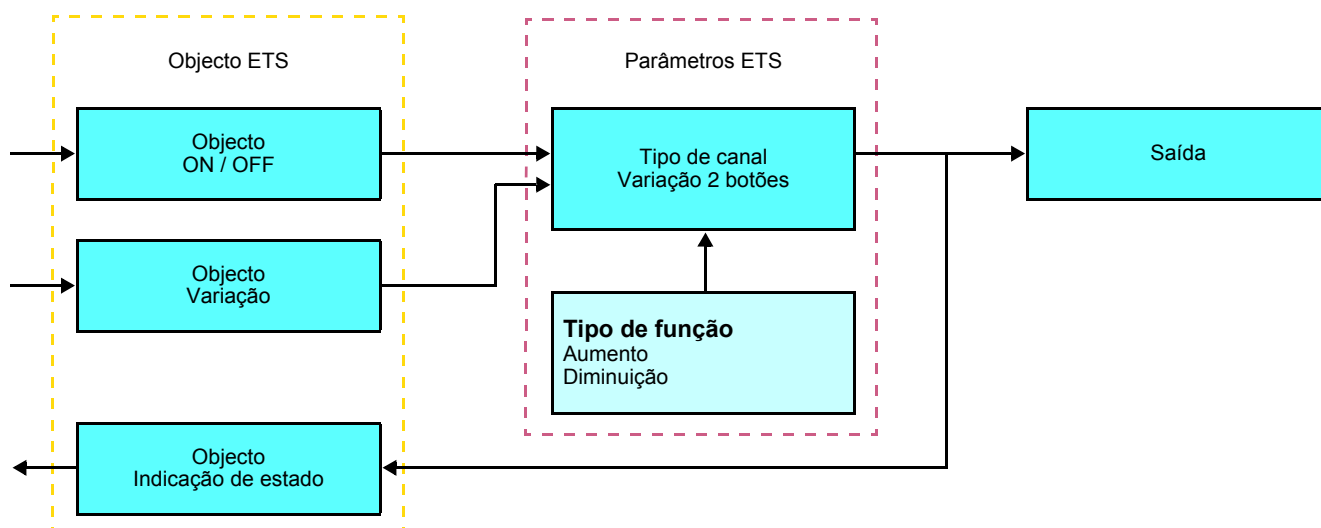 Objecto ETS
Parâmetros ETS
Objecto
ON / OFF
Tipo de canal
Variação 2 botões
Saída
Objecto
Variação
Tipo de função
Aumento
Diminuição
Objecto
Indicação de estado